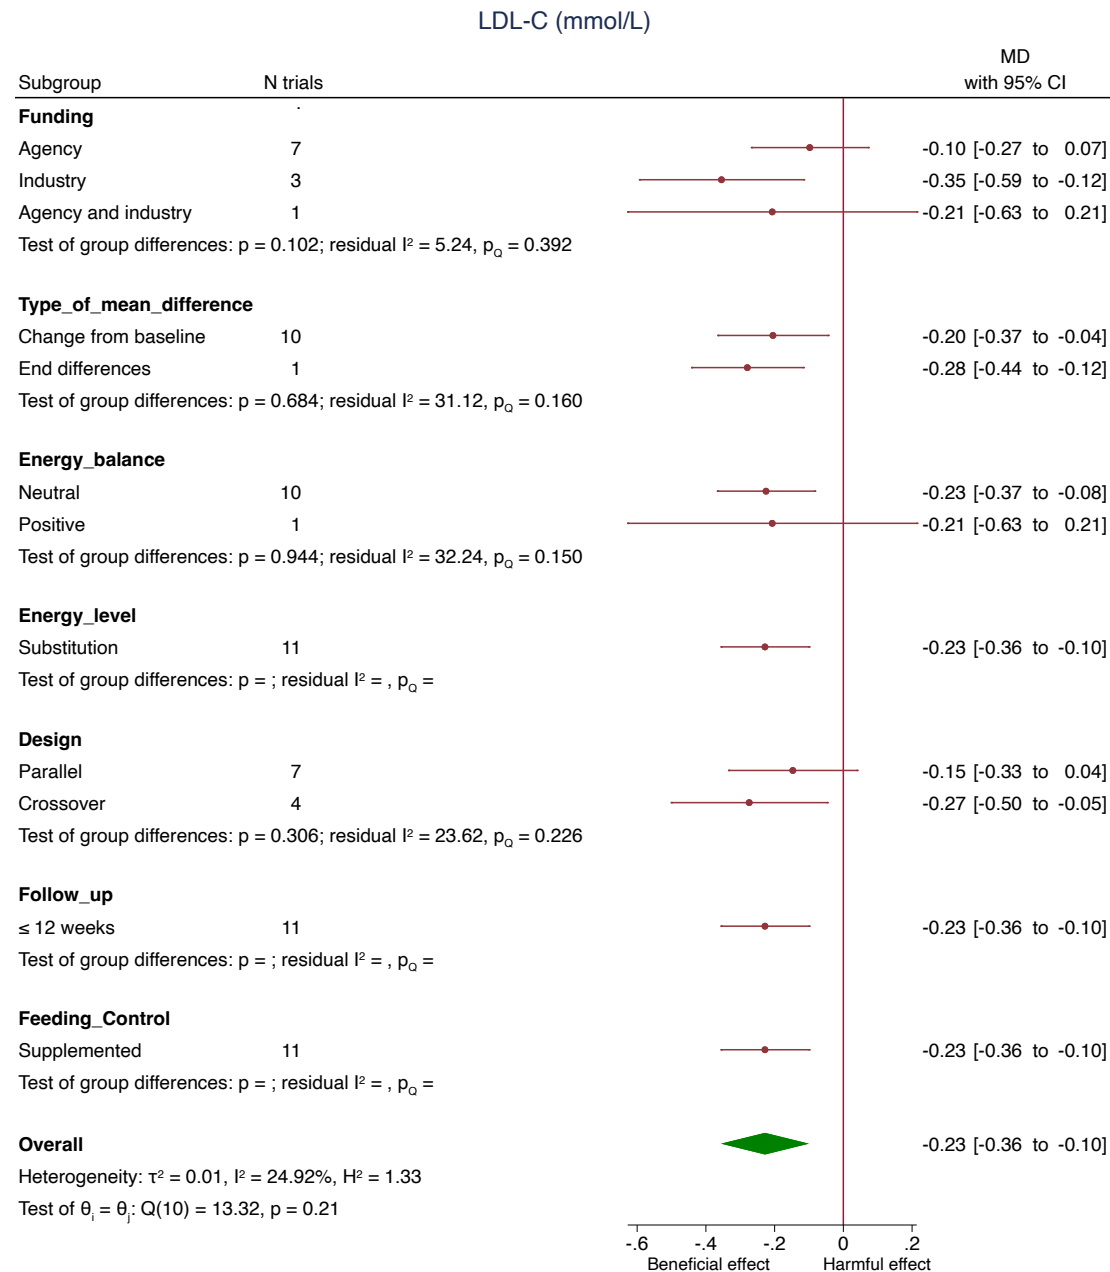 LDL-C (mmol/L)
MD
Subgroup N trials with 95% CI
Funding .
Agency 7 -0.10 [-0.27 to 0.07]
Industry 3 -0.35 [-0.59 to -0.12]
Agency and industry 1 -0.21 [-0.63 to 0.21]
Test of group differences: p = 0.102; residual I² = 5.24, pQ = 0.392
Type_of_mean_difference
Change from baseline 10 -0.20 [-0.37 to -0.04]
End differences 1 -0.28 [-0.44 to -0.12]
Test of group differences: p = 0.684; residual I² = 31.12, pQ = 0.160
Energy_balance
Neutral 10 -0.23 [-0.37 to -0.08]
Positive 1 -0.21 [-0.63 to 0.21]
Test of group differences: p = 0.944; residual I² = 32.24, pQ = 0.150
Energy_level
Substitution 11 -0.23 [-0.36 to -0.10]
Test of group differences: p = ; residual I² = , pQ =
Design
Parallel 7 -0.15 [-0.33 to 0.04]
Crossover 4 -0.27 [-0.50 to -0.05]
Test of group differences: p = 0.306; residual I² = 23.62, pQ = 0.226
Follow_up
≤ 12 weeks 11 -0.23 [-0.36 to -0.10]
Test of group differences: p = ; residual I² = , pQ =
Feeding_Control
Supplemented 11 -0.23 [-0.36 to -0.10]
Test of group differences: p = ; residual I² = , pQ =
Overall -0.23 [-0.36 to -0.10]
Heterogeneity: τ² = 0.01, I² = 24.92%, H² = 1.33
Test of θi = θj: Q(10) = 13.32, p = 0.21
-.6 -.4 -.2 0 .2
Beneficial effect Harmful effect